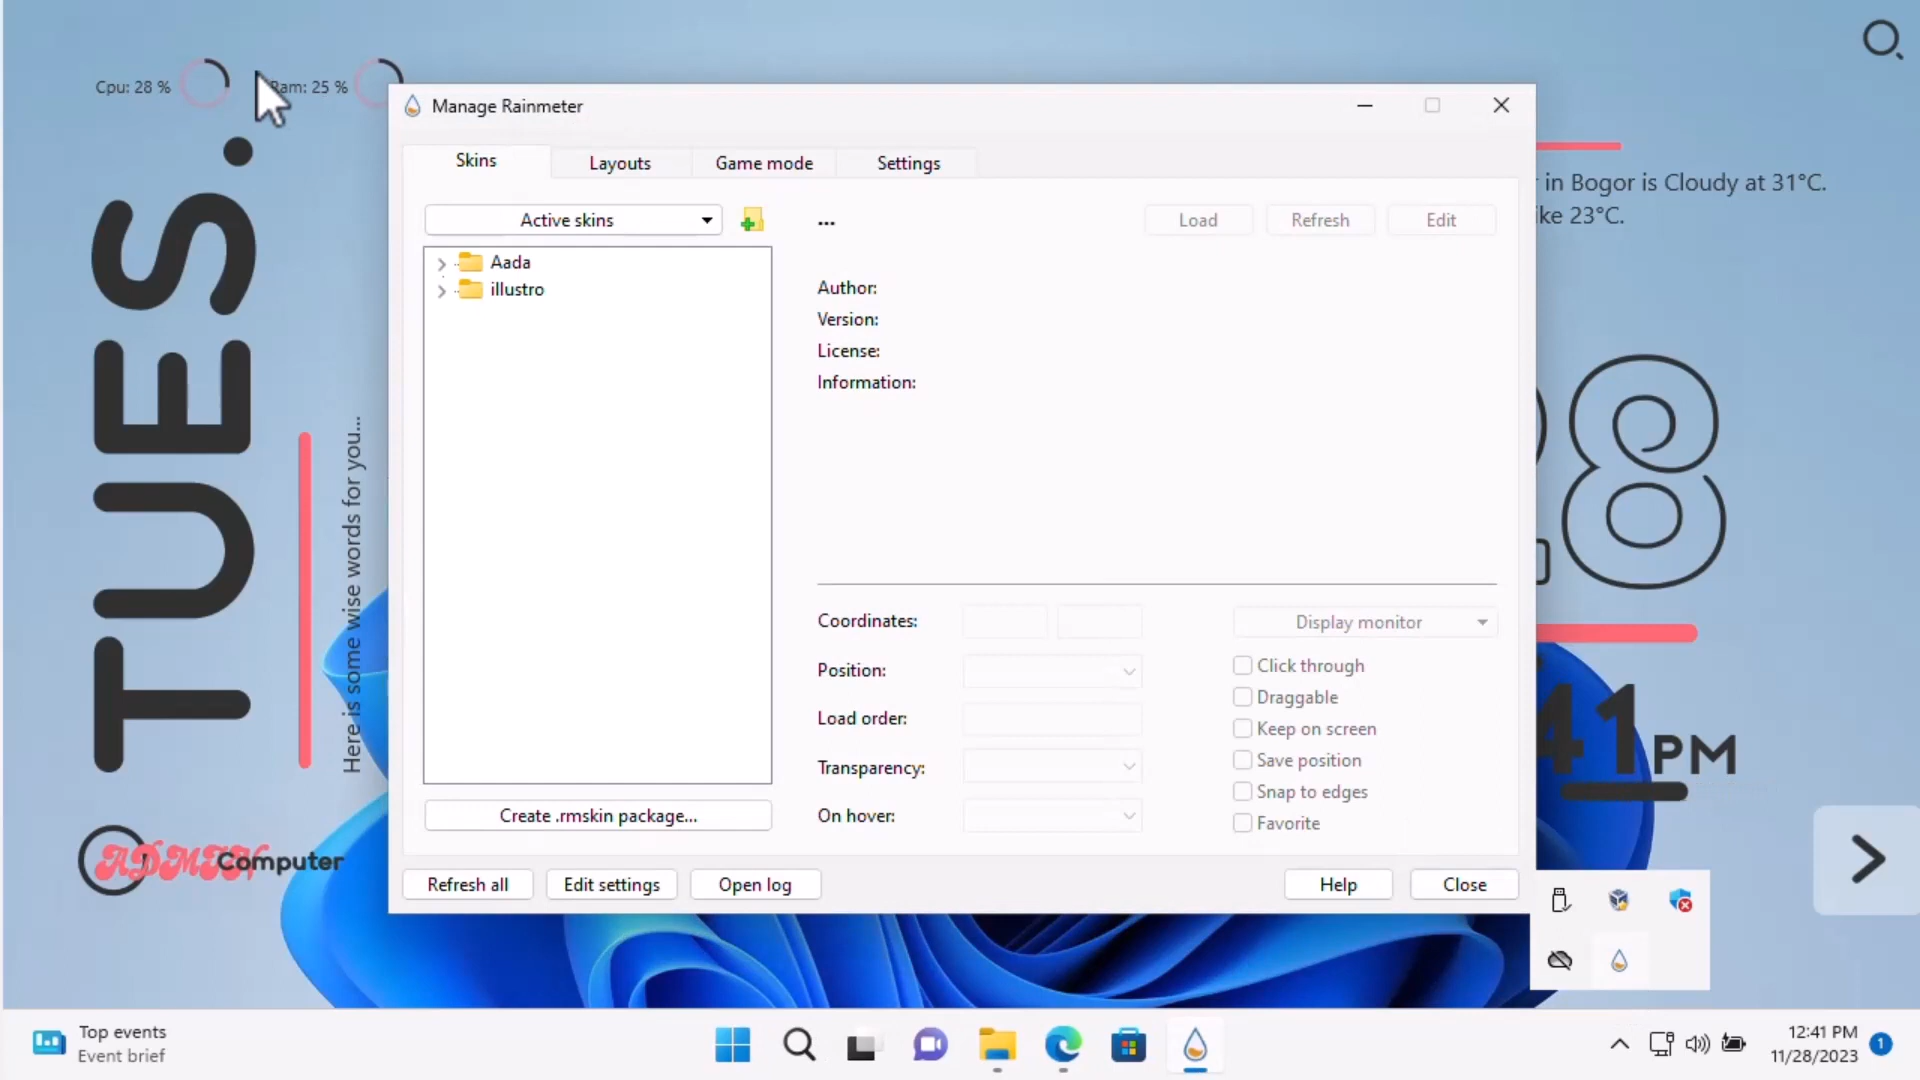 Cpu: 28 %
Ram: 25 %
TUES.
Here is some wise words for you...
ADMIN
Computer
Manage Rainmeter
Skins
Layouts
Game mode
Settings
Active skins
...
Load
Refresh
Edit
Aada
illustro
Author:
Version:
License:
Information:
Coordinates:
Display monitor
Position:
Load order:
Transparency:
On hover:
Click through
Draggable
Keep on screen
Save position
Snap to edges
Favorite
Create .rmskin package...
Refresh all
Edit settings
Open log
Help
Close
in Bogor is Cloudy at 31°C.
ike 23°C.
8
41 PM
Top events
Event brief
12:41 PM
11/28/2023
1